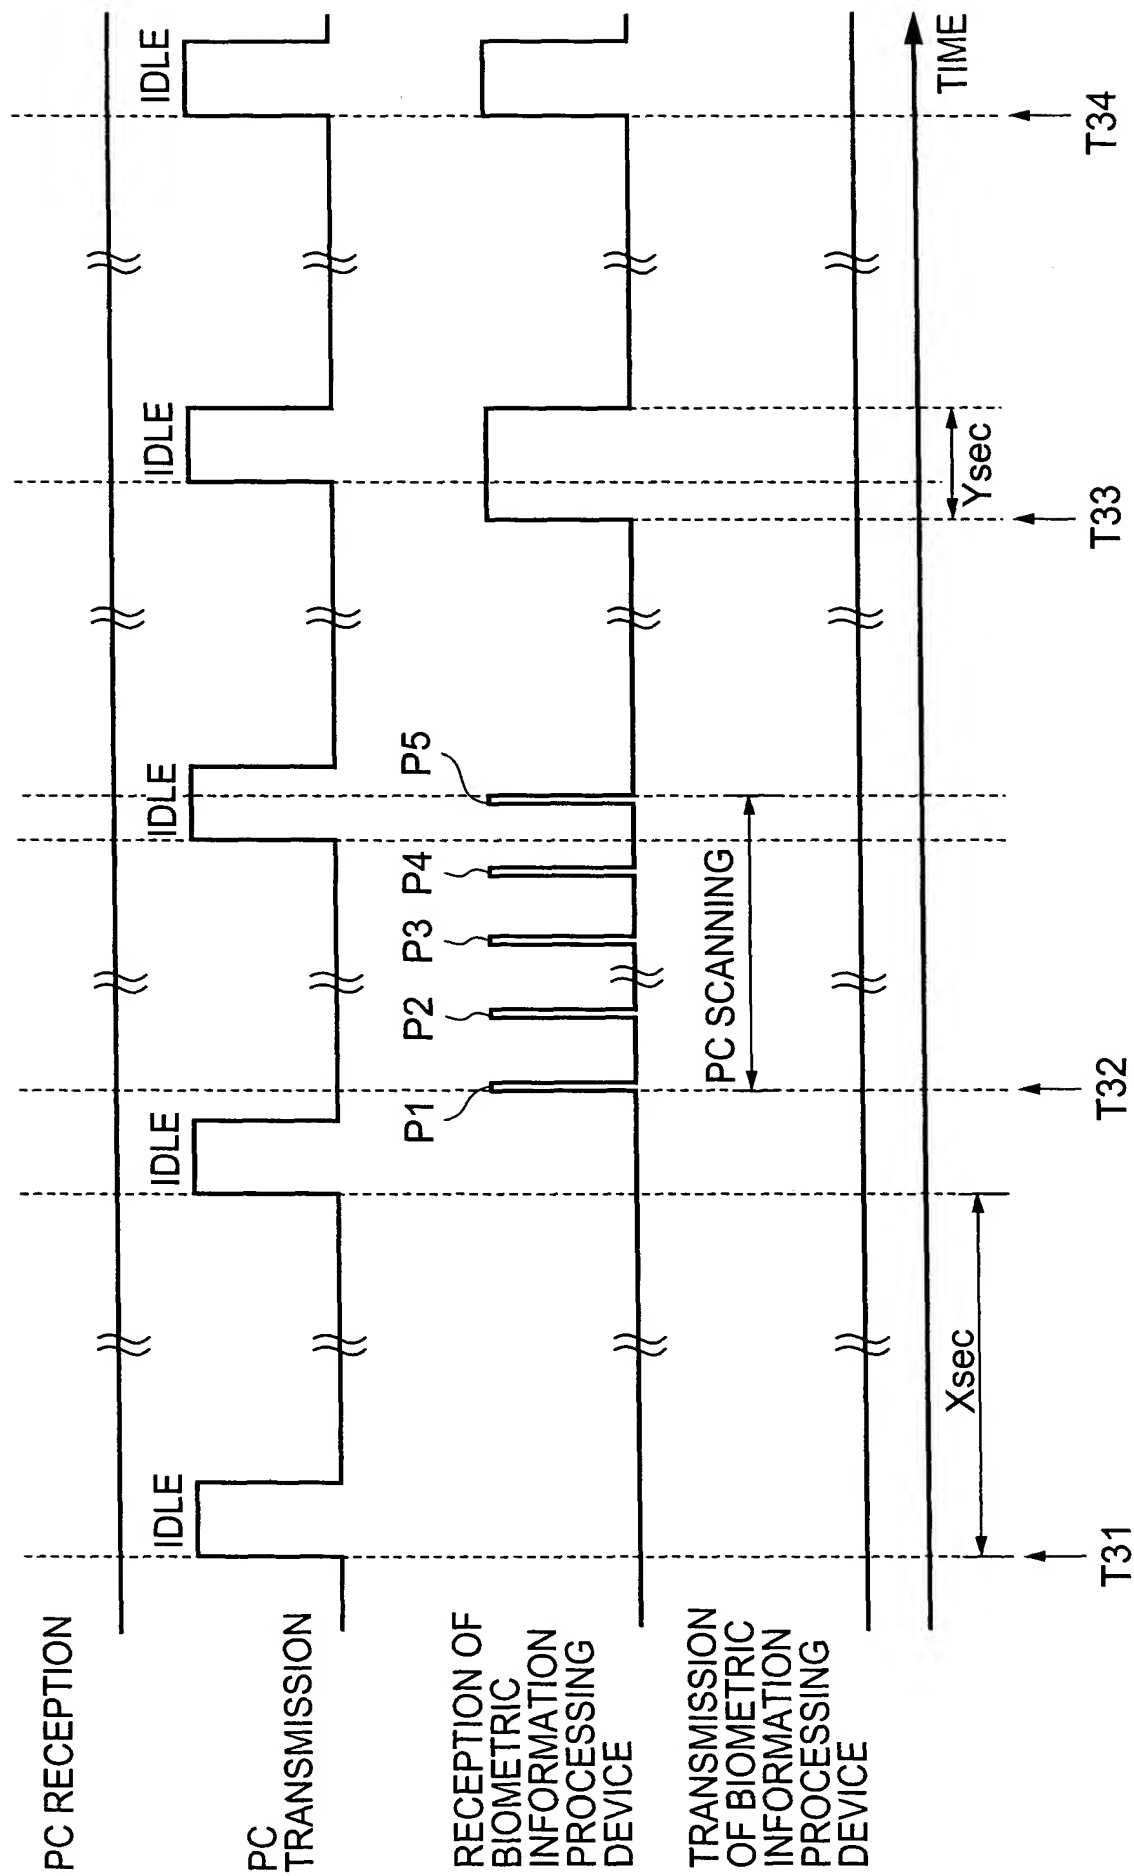 PC RECEPTION
PC
TRANSMISSION
IDLE
IDLE
IDLE
IDLE
IDLE
RECEPTION OF
BIOMETRIC
INFORMATION
PROCESSING
DEVICE
P1
P2
P3
P4
P5
TRANSMISSION
OF BIOMETRIC
INFORMATION
PROCESSING
DEVICE
PC SCANNING
Xsec
Ysec
TIME
T31
T32
T33
T34